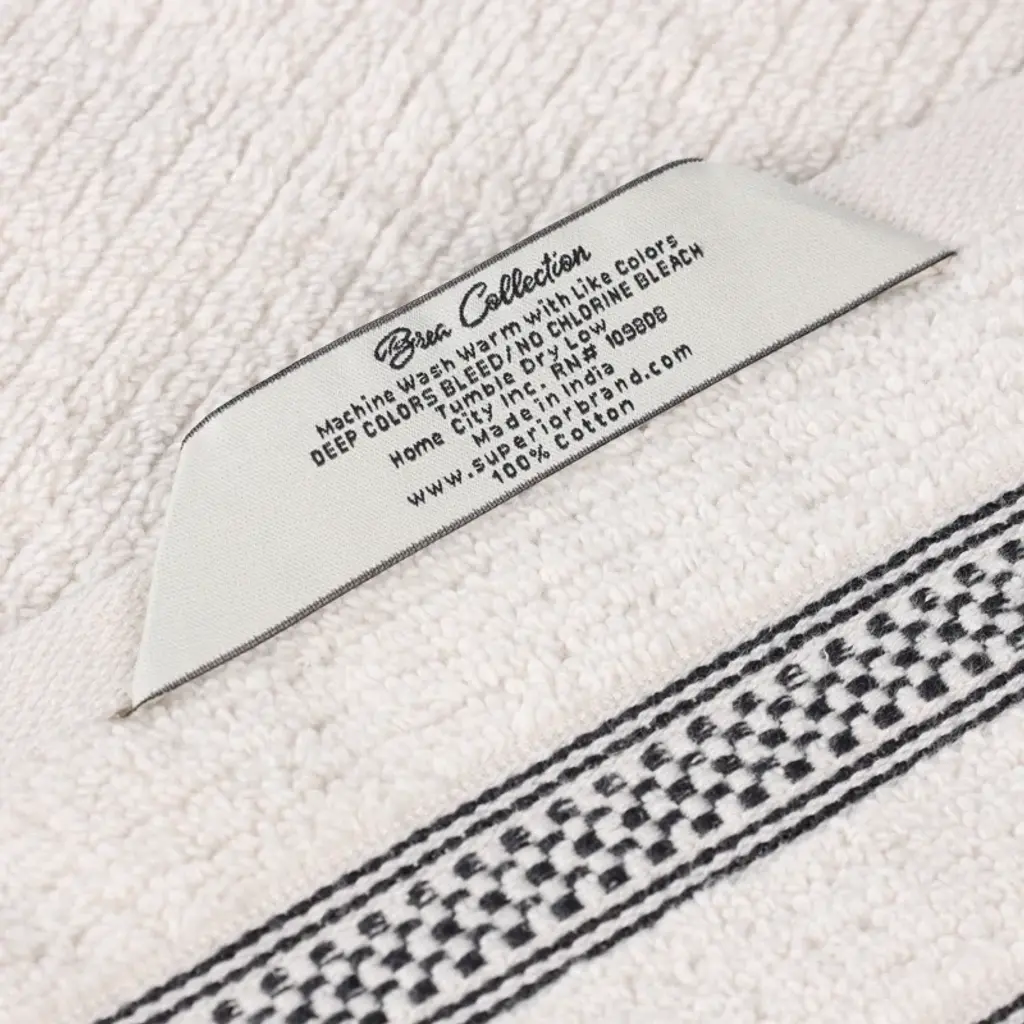 Brea Collection
Machine Wash Warm with Like Colors
DEEP COLORS BLEED/NO CHLORINE BLEACH
Tumble Dry Low
Home City Inc. RN# 109808
Made in India
www.superiorbrand.com
100% Cotton